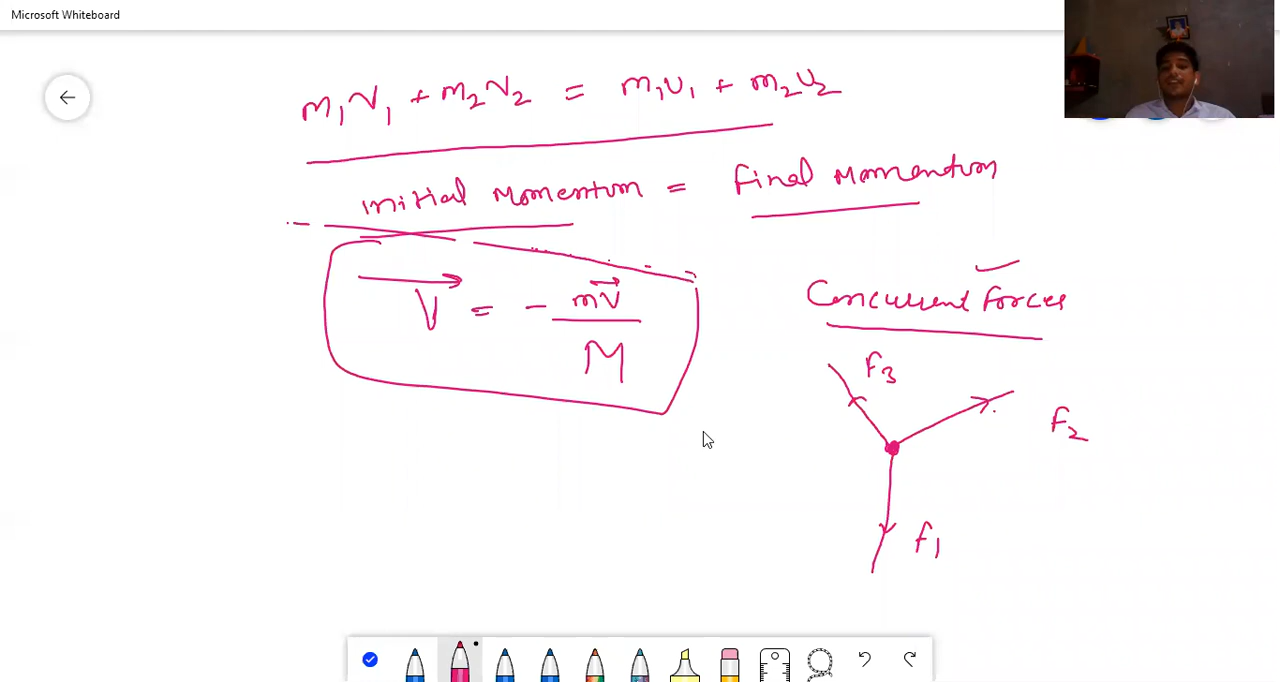 Microsoft Whiteboard
m₁V₁ + m₂V₂ = m₁U₁ + m₂U₂
initial momentum = final momentum
V = - mv⃗ / M
Concurrent forces
F₃
F₂
F₁